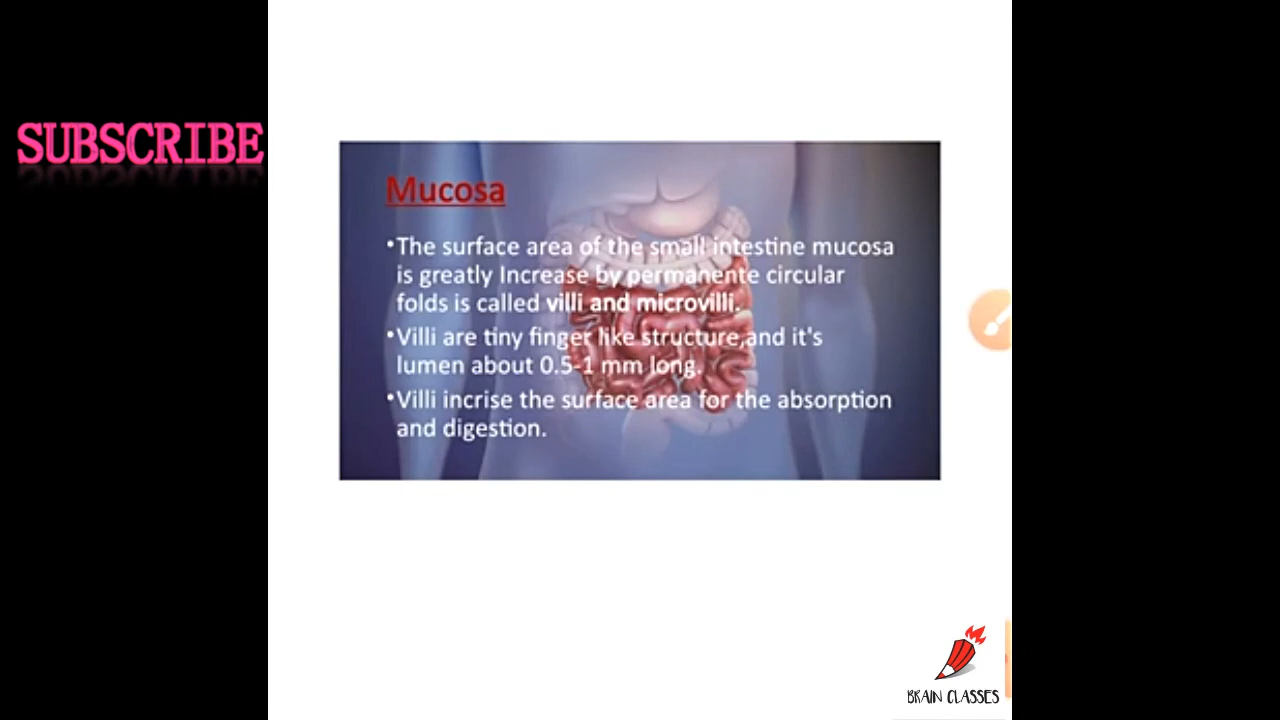 SUBSCRIBE
Mucosa
•The surface area of the small intestine mucosa
is greatly Increase by permanente circular
folds is called villi and microvilli.
•Villi are tiny finger like structure,and it's
lumen about 0.5-1 mm long.
•Villi incrise the surface area for the absorption
and digestion.
BRAIN CLASSES